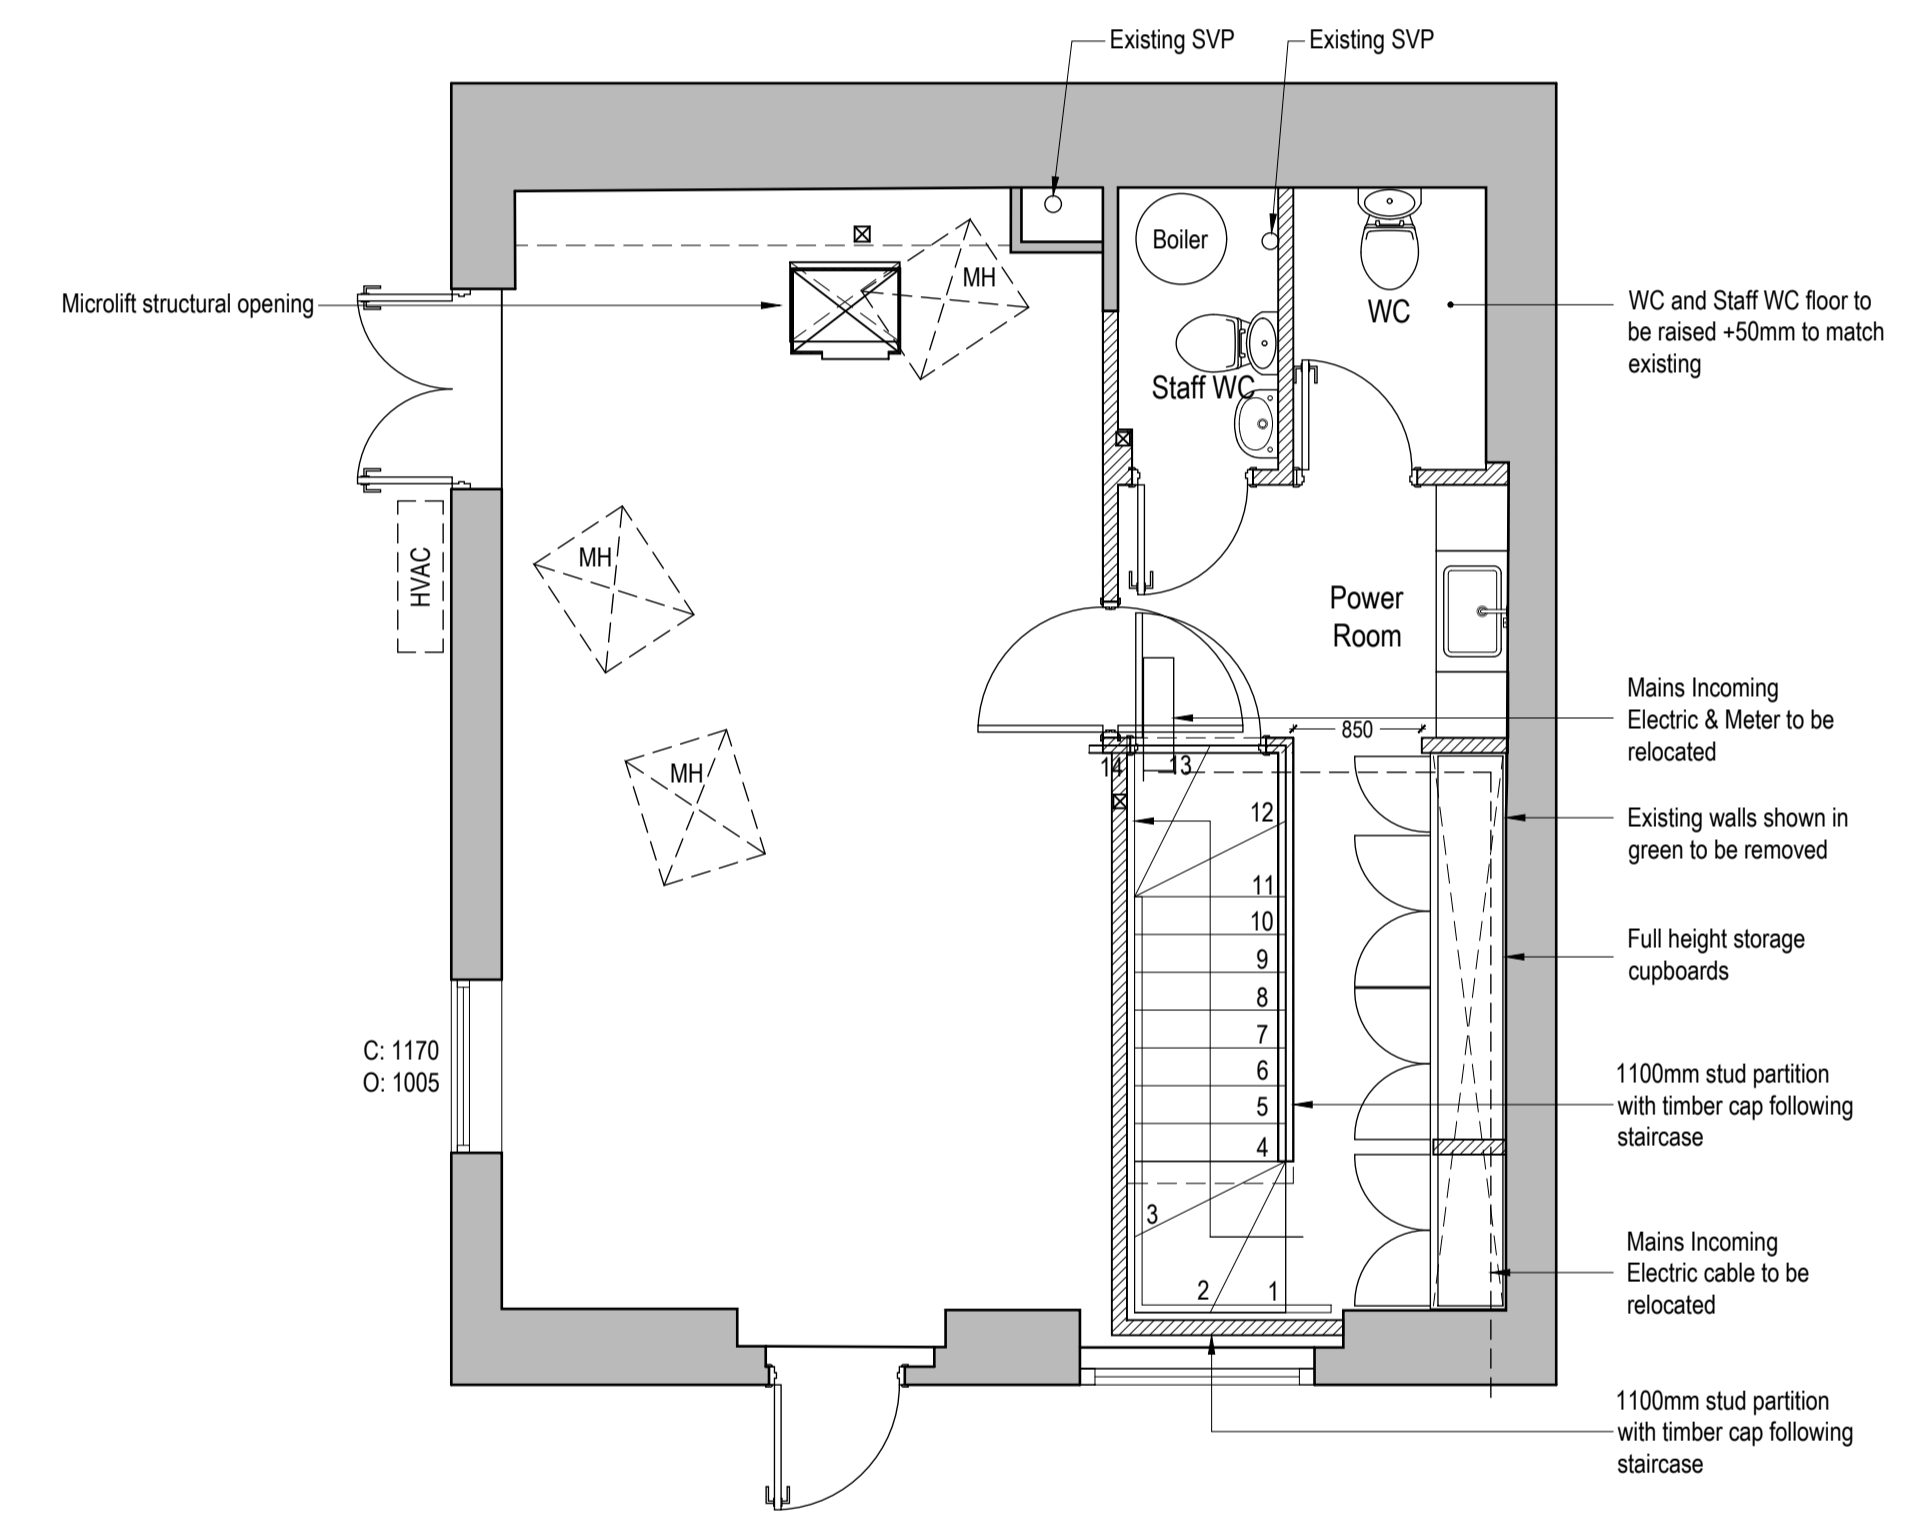 Existing SVP
Existing SVP
Boiler
MH
WC
Microlift structural opening
WC and Staff WC floor to
be raised +50mm to match
existing
Staff WC
MH
HVAC
Power
Room
Mains Incoming
Electric & Meter to be
relocated
850
MH
14
13
12
Existing walls shown in
green to be removed
11
10
9
8
7
6
5
4
3
2
1
Full height storage
cupboards
C: 1170
O: 1005
1100mm stud partition
with timber cap following
staircase
Mains Incoming
Electric cable to be
relocated
1100mm stud partition
with timber cap following
staircase